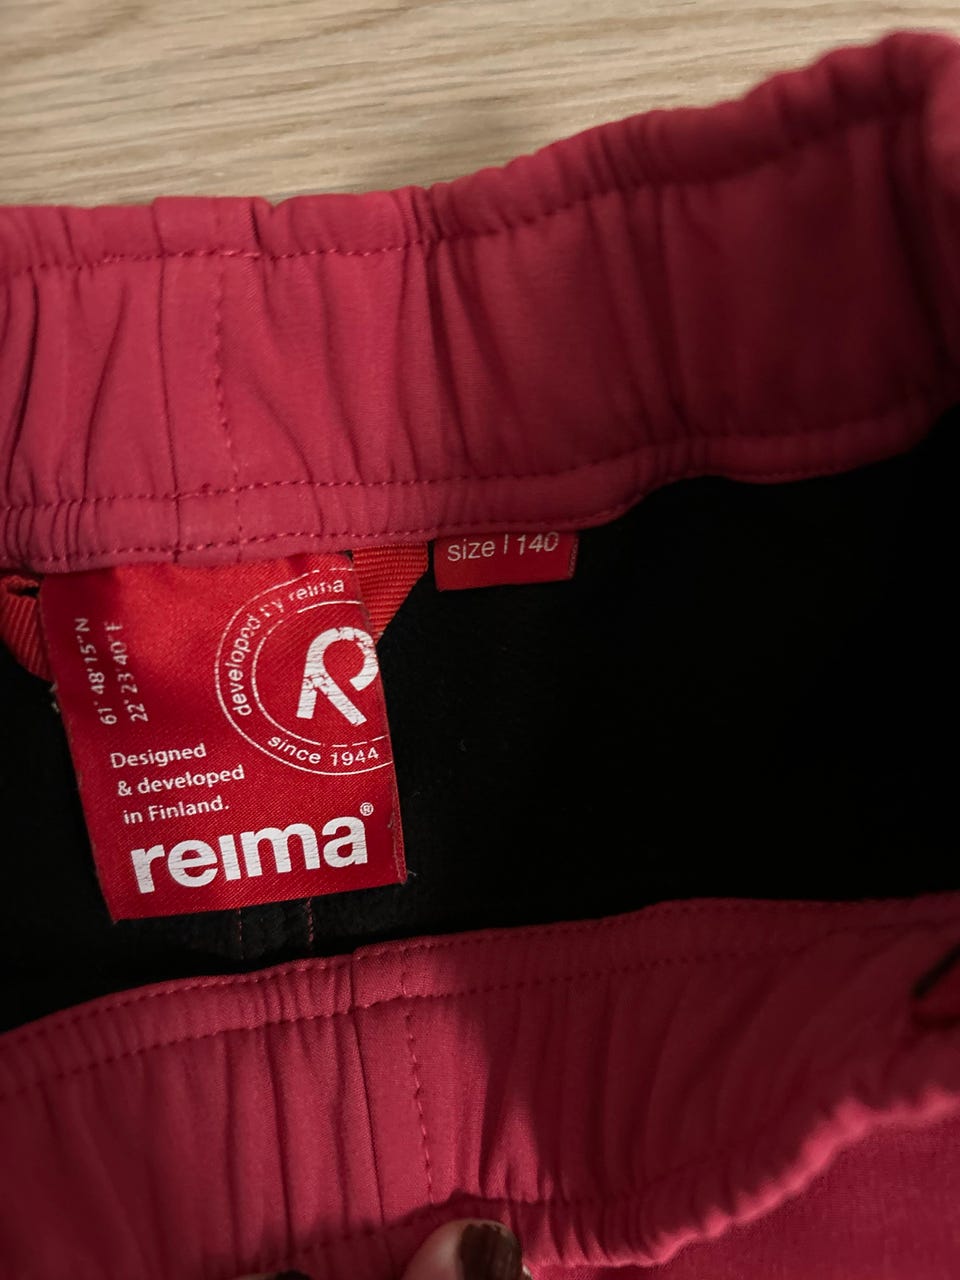 size | 140
developed by reima
since 1944
61° 48'15"N
22° 23'40"E
Designed
& developed
in Finland.
reima®